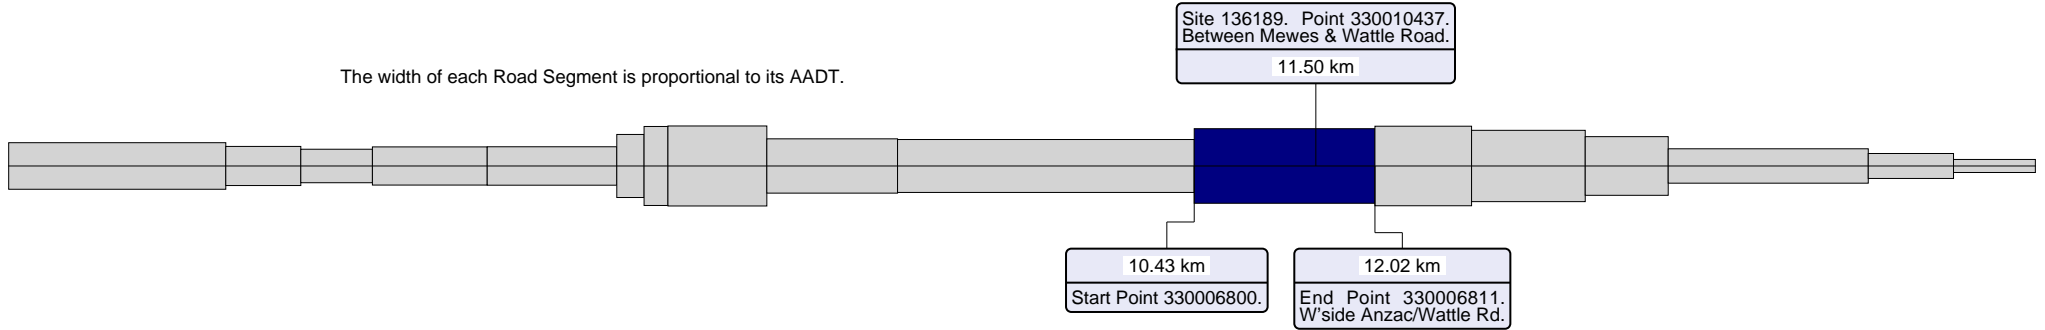 Site 136189. Point 330010437.
Between Mewes & Wattle Road.
11.50 km
The width of each Road Segment is proportional to its AADT.
10.43 km
Start Point 330006800.
12.02 km
End Point 330006811.
W'side Anzac/Wattle Rd.